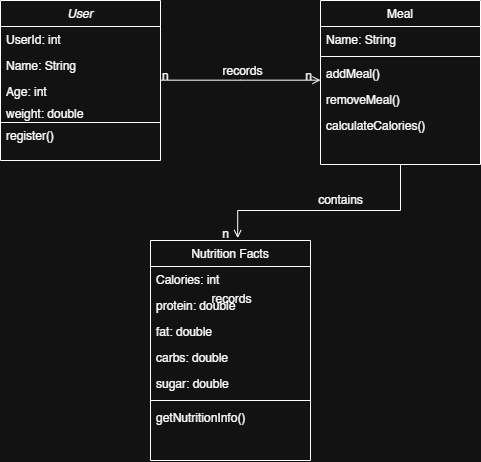 User
UserId: int
Name: String
Age: int
weight: double
register()
n
records
n
Meal
Name: String
addMeal()
removeMeal()
calculateCalories()
contains
n
Nutrition Facts
Calories: int
records
protein: double
fat: double
carbs: double
sugar: double
getNutritionInfo()